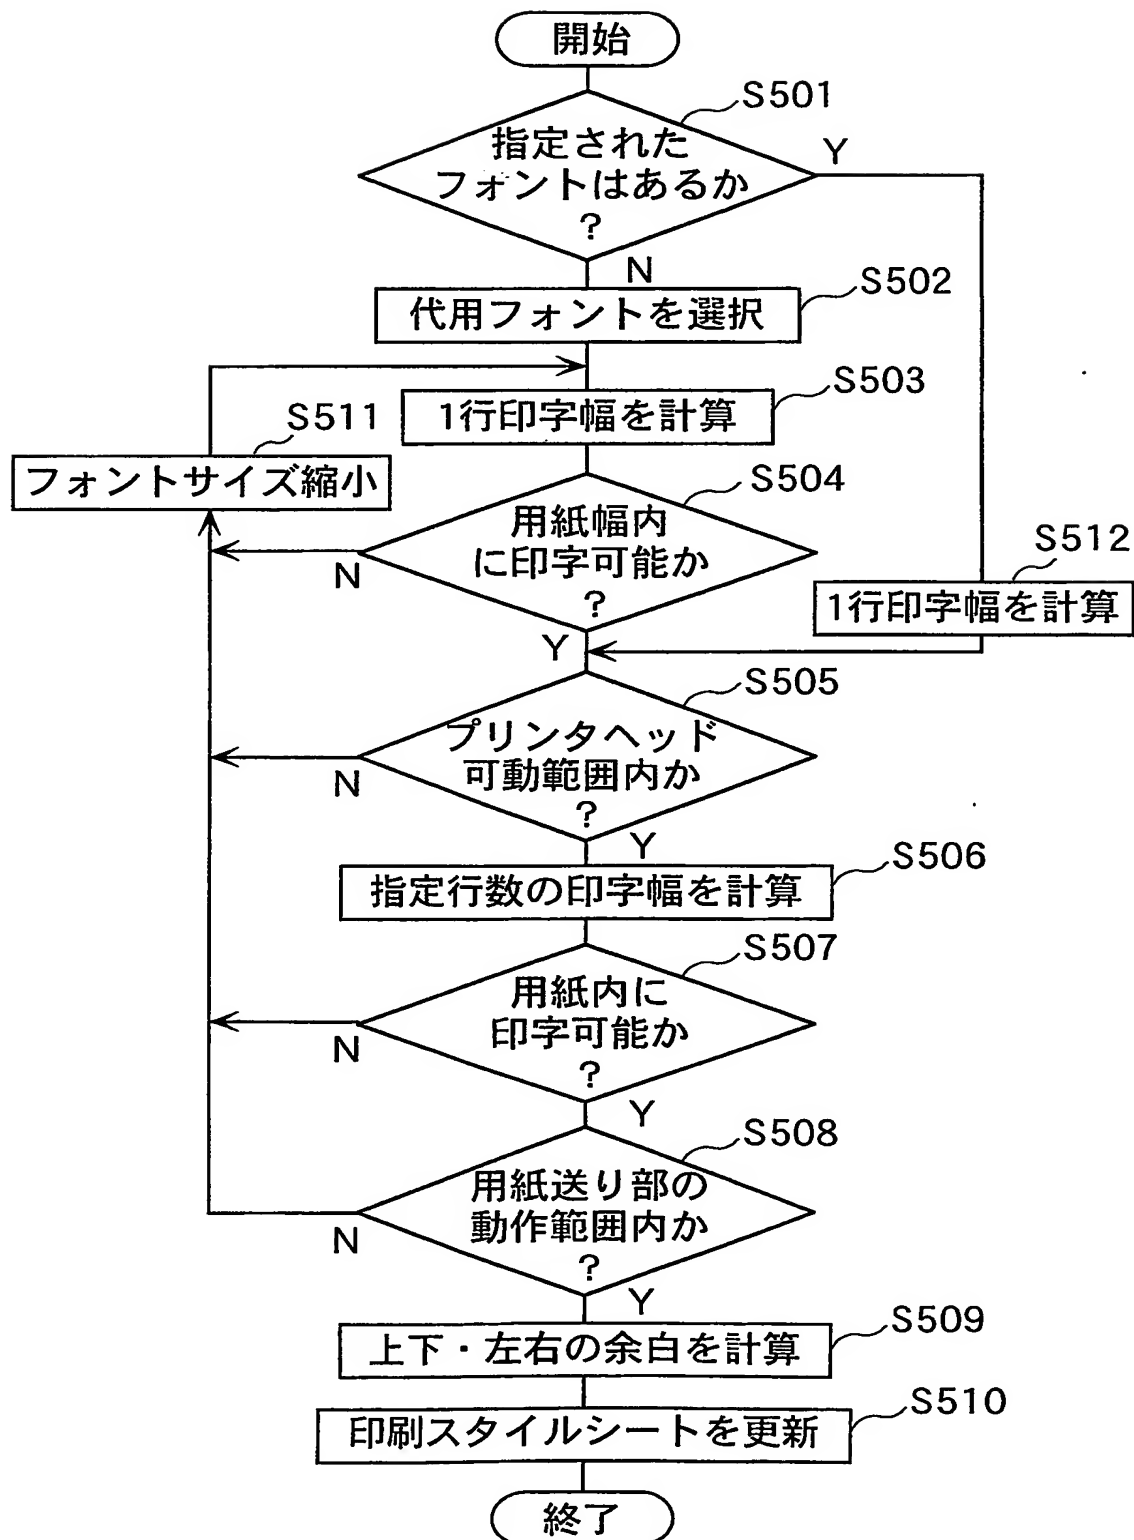 開始
S501
指定された
フォントはあるか
?
Y
N
S502
代用フォントを選択
S503
1行印字幅を計算
S511
フォントサイズ縮小
S504
用紙幅内
に印字可能か
?
N
Y
S512
1行印字幅を計算
S505
プリンタヘッド
可動範囲内か
?
N
Y
S506
指定行数の印字幅を計算
S507
用紙内に
印字可能か
?
N
Y
S508
用紙送り部の
動作範囲内か
?
N
Y
S509
上下・左右の余白を計算
S510
印刷スタイルシートを更新
終了